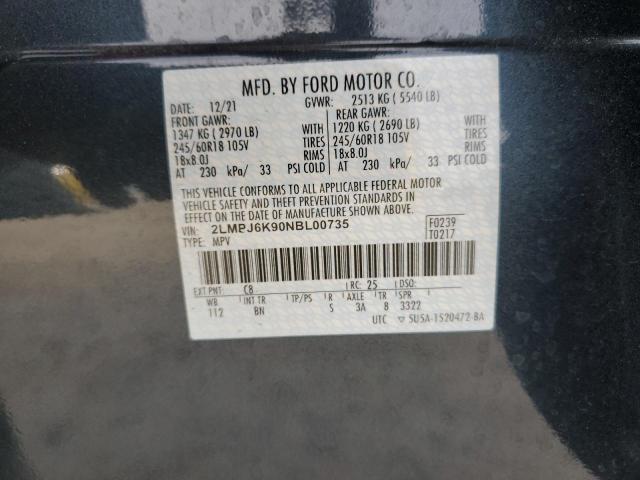 MFD. BY FORD MOTOR CO.
DATE: 12/21 GVWR: 2513 KG ( 5540 LB)
FRONT GAWR: REAR GAWR:
1347 KG ( 2970 LB) WITH 1220 KG ( 2690 LB) WITH
245/60R18 105V TIRES 245/60R18 105V TIRES
18x8.0J RIMS 18x8.0J RIMS
AT 230 kPa/ 33 PSI COLD AT 230 kPa/ 33 PSI COLD
THIS VEHICLE CONFORMS TO ALL APPLICABLE FEDERAL MOTOR
VEHICLE SAFETY AND THEFT PREVENTION STANDARDS IN
EFFECT ON THE DATE OF MANUFACTURE SHOWN ABOVE.
VIN: 2LMPJ6K90NBL00735 F0239
TYPE: MPV T0217
EXT PNT: C8 RC: 25 DSO:
WB INT TR TP/PS R AXLE TR SPR
112 BN S 3A 8 3322
UTC ▽ 5U5A-1520472-BA